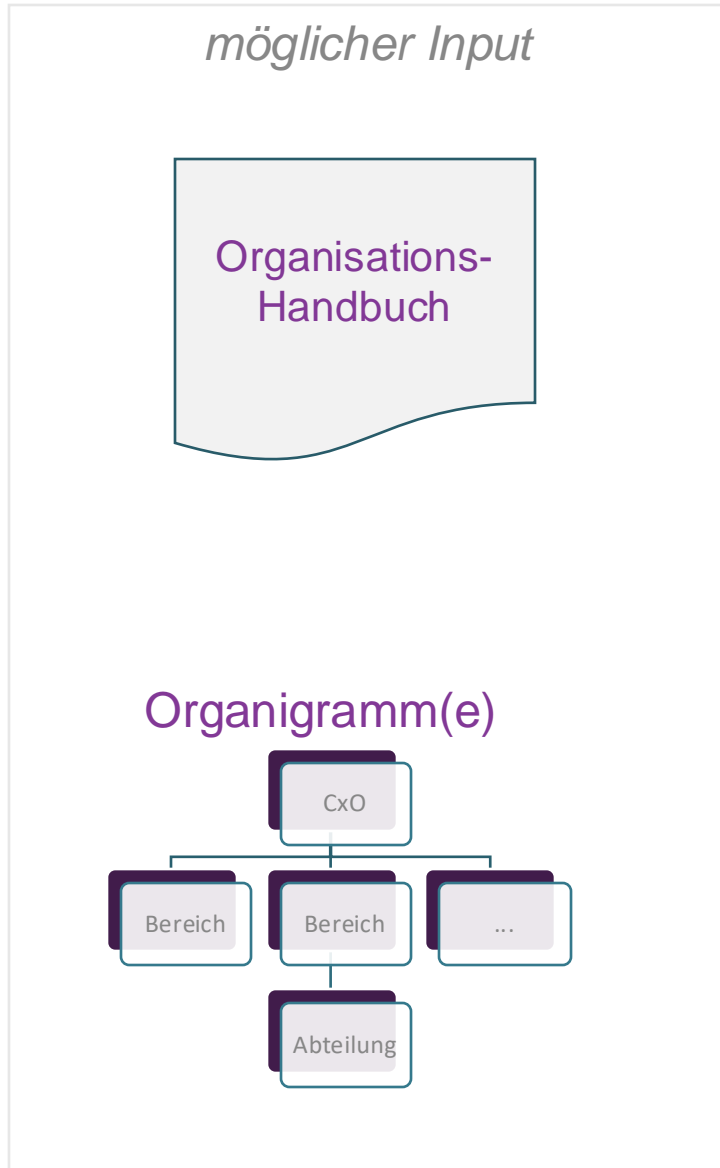 möglicher Input
Organisations-
Handbuch
Organigramm(e)
CxO
Bereich
Bereich
...
Abteilung